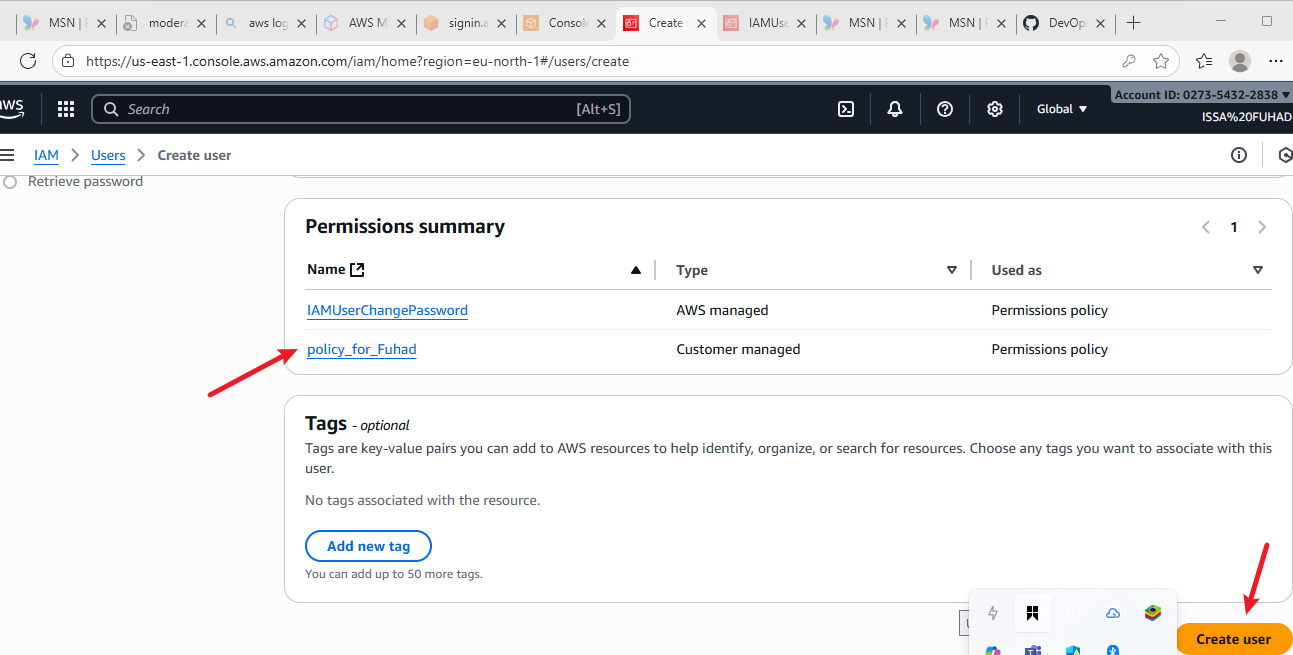 MSN | F
modera
aws log
AWS M
signin.a
Consol
Create
IAMUse
MSN | F
MSN | F
DevOp
https://us-east-1.console.aws.amazon.com/iam/home?region=eu-north-1#/users/create
aws
Search
[Alt+S]
Global
Account ID: 0273-5432-2838
ISSA%20FUHAD
IAM > Users > Create user
Retrieve password
Permissions summary
1
Name Type Used as
IAMUserChangePassword AWS managed Permissions policy
policy_for_Fuhad Customer managed Permissions policy
Tags - optional
Tags are key-value pairs you can add to AWS resources to help identify, organize, or search for resources. Choose any tags you want to associate with this
user.
No tags associated with the resource.
Add new tag
You can add up to 50 more tags.
Create user